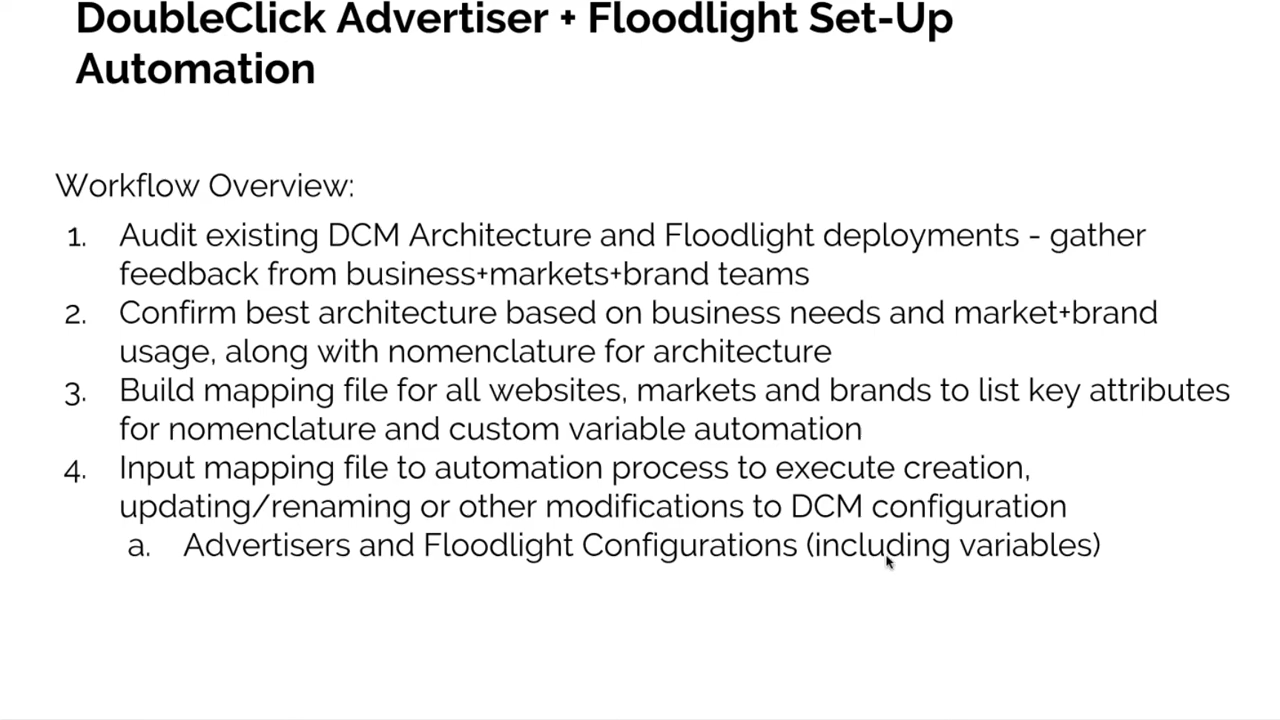 DoubleClick Advertiser + Floodlight Set-Up
Automation
Workflow Overview:
1. Audit existing DCM Architecture and Floodlight deployments - gather
feedback from business+markets+brand teams
2. Confirm best architecture based on business needs and market+brand
usage, along with nomenclature for architecture
3. Build mapping file for all websites, markets and brands to list key attributes
for nomenclature and custom variable automation
4. Input mapping file to automation process to execute creation,
updating/renaming or other modifications to DCM configuration
a. Advertisers and Floodlight Configurations (including variables)